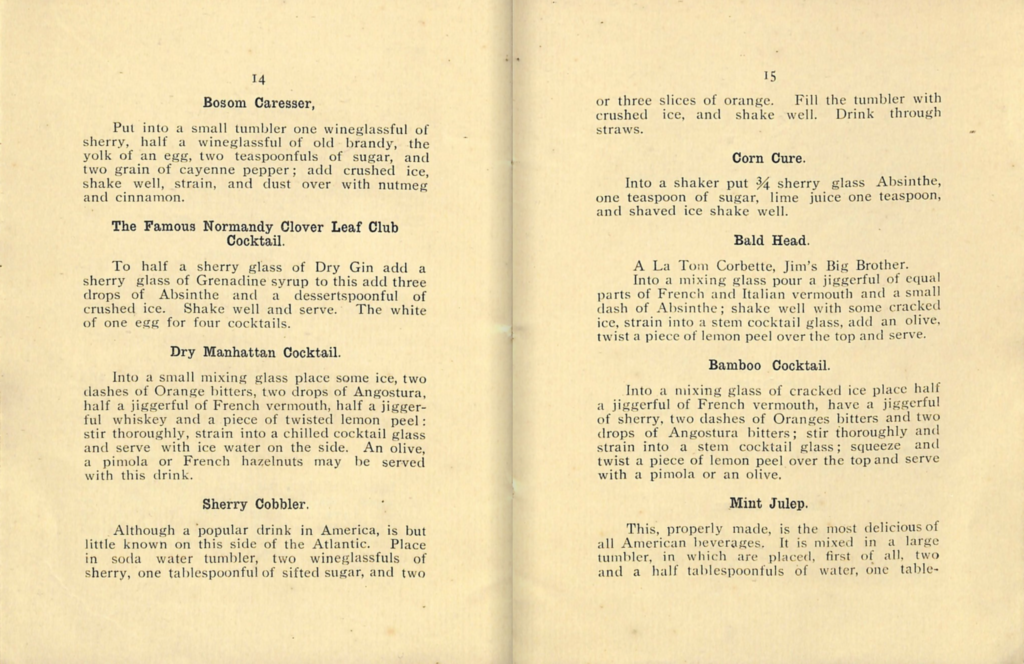 14
Bosom Caresser,
Put into a small tumbler one wineglassful of
sherry, half a wineglassful of old brandy, the
yolk of an egg, two teaspoonfuls of sugar, and
two grain of cayenne pepper; add crushed ice,
shake well, strain, and dust over with nutmeg
and cinnamon.
The Famous Normandy Clover Leaf Club
Cocktail.
To half a sherry glass of Dry Gin add a
sherry glass of Grenadine syrup to this add three
drops of Absinthe and a dessertspoonful of
crushed ice. Shake well and serve. The white
of one egg for four cocktails.
Dry Manhattan Cocktail.
Into a small mixing glass place some ice, two
dashes of Orange bitters, two drops of Angostura,
half a jiggerful of French vermouth, half a jigger-
ful whiskey and a piece of twisted lemon peel:
stir thoroughly, strain into a chilled cocktail glass
and serve with ice water on the side. An olive,
a pimola or French hazelnuts may be served
with this drink.
Sherry Cobbler.
Although a popular drink in America, is but
little known on this side of the Atlantic. Place
in soda water tumbler, two wineglassfuls of
sherry, one tablespoonful of sifted sugar, and two
15
or three slices of orange. Fill the tumbler with
crushed ice, and shake well. Drink through
straws.
Corn Cure.
Into a shaker put ¾ sherry glass Absinthe,
one teaspoon of sugar, lime juice one teaspoon,
and shaved ice shake well.
Bald Head.
A La Tom Corbette, Jim's Big Brother.
Into a mixing glass pour a jiggerful of equal
parts of French and Italian vermouth and a small
dash of Absinthe; shake well with some cracked
ice, strain into a stem cocktail glass, add an olive,
twist a piece of lemon peel over the top and serve.
Bamboo Cocktail.
Into a mixing glass of cracked ice place half
a jiggerful of French vermouth, have a jiggerful
of sherry, two dashes of Oranges bitters and two
drops of Angostura bitters; stir thoroughly and
strain into a stem cocktail glass; squeeze and
twist a piece of lemon peel over the top and serve
with a pimola or an olive.
Mint Julep.
This, properly made, is the most delicious of
all American beverages. It is mixed in a large
tumbler, in which are placed, first of all, two
and a half tablespoonfuls of water, one table-